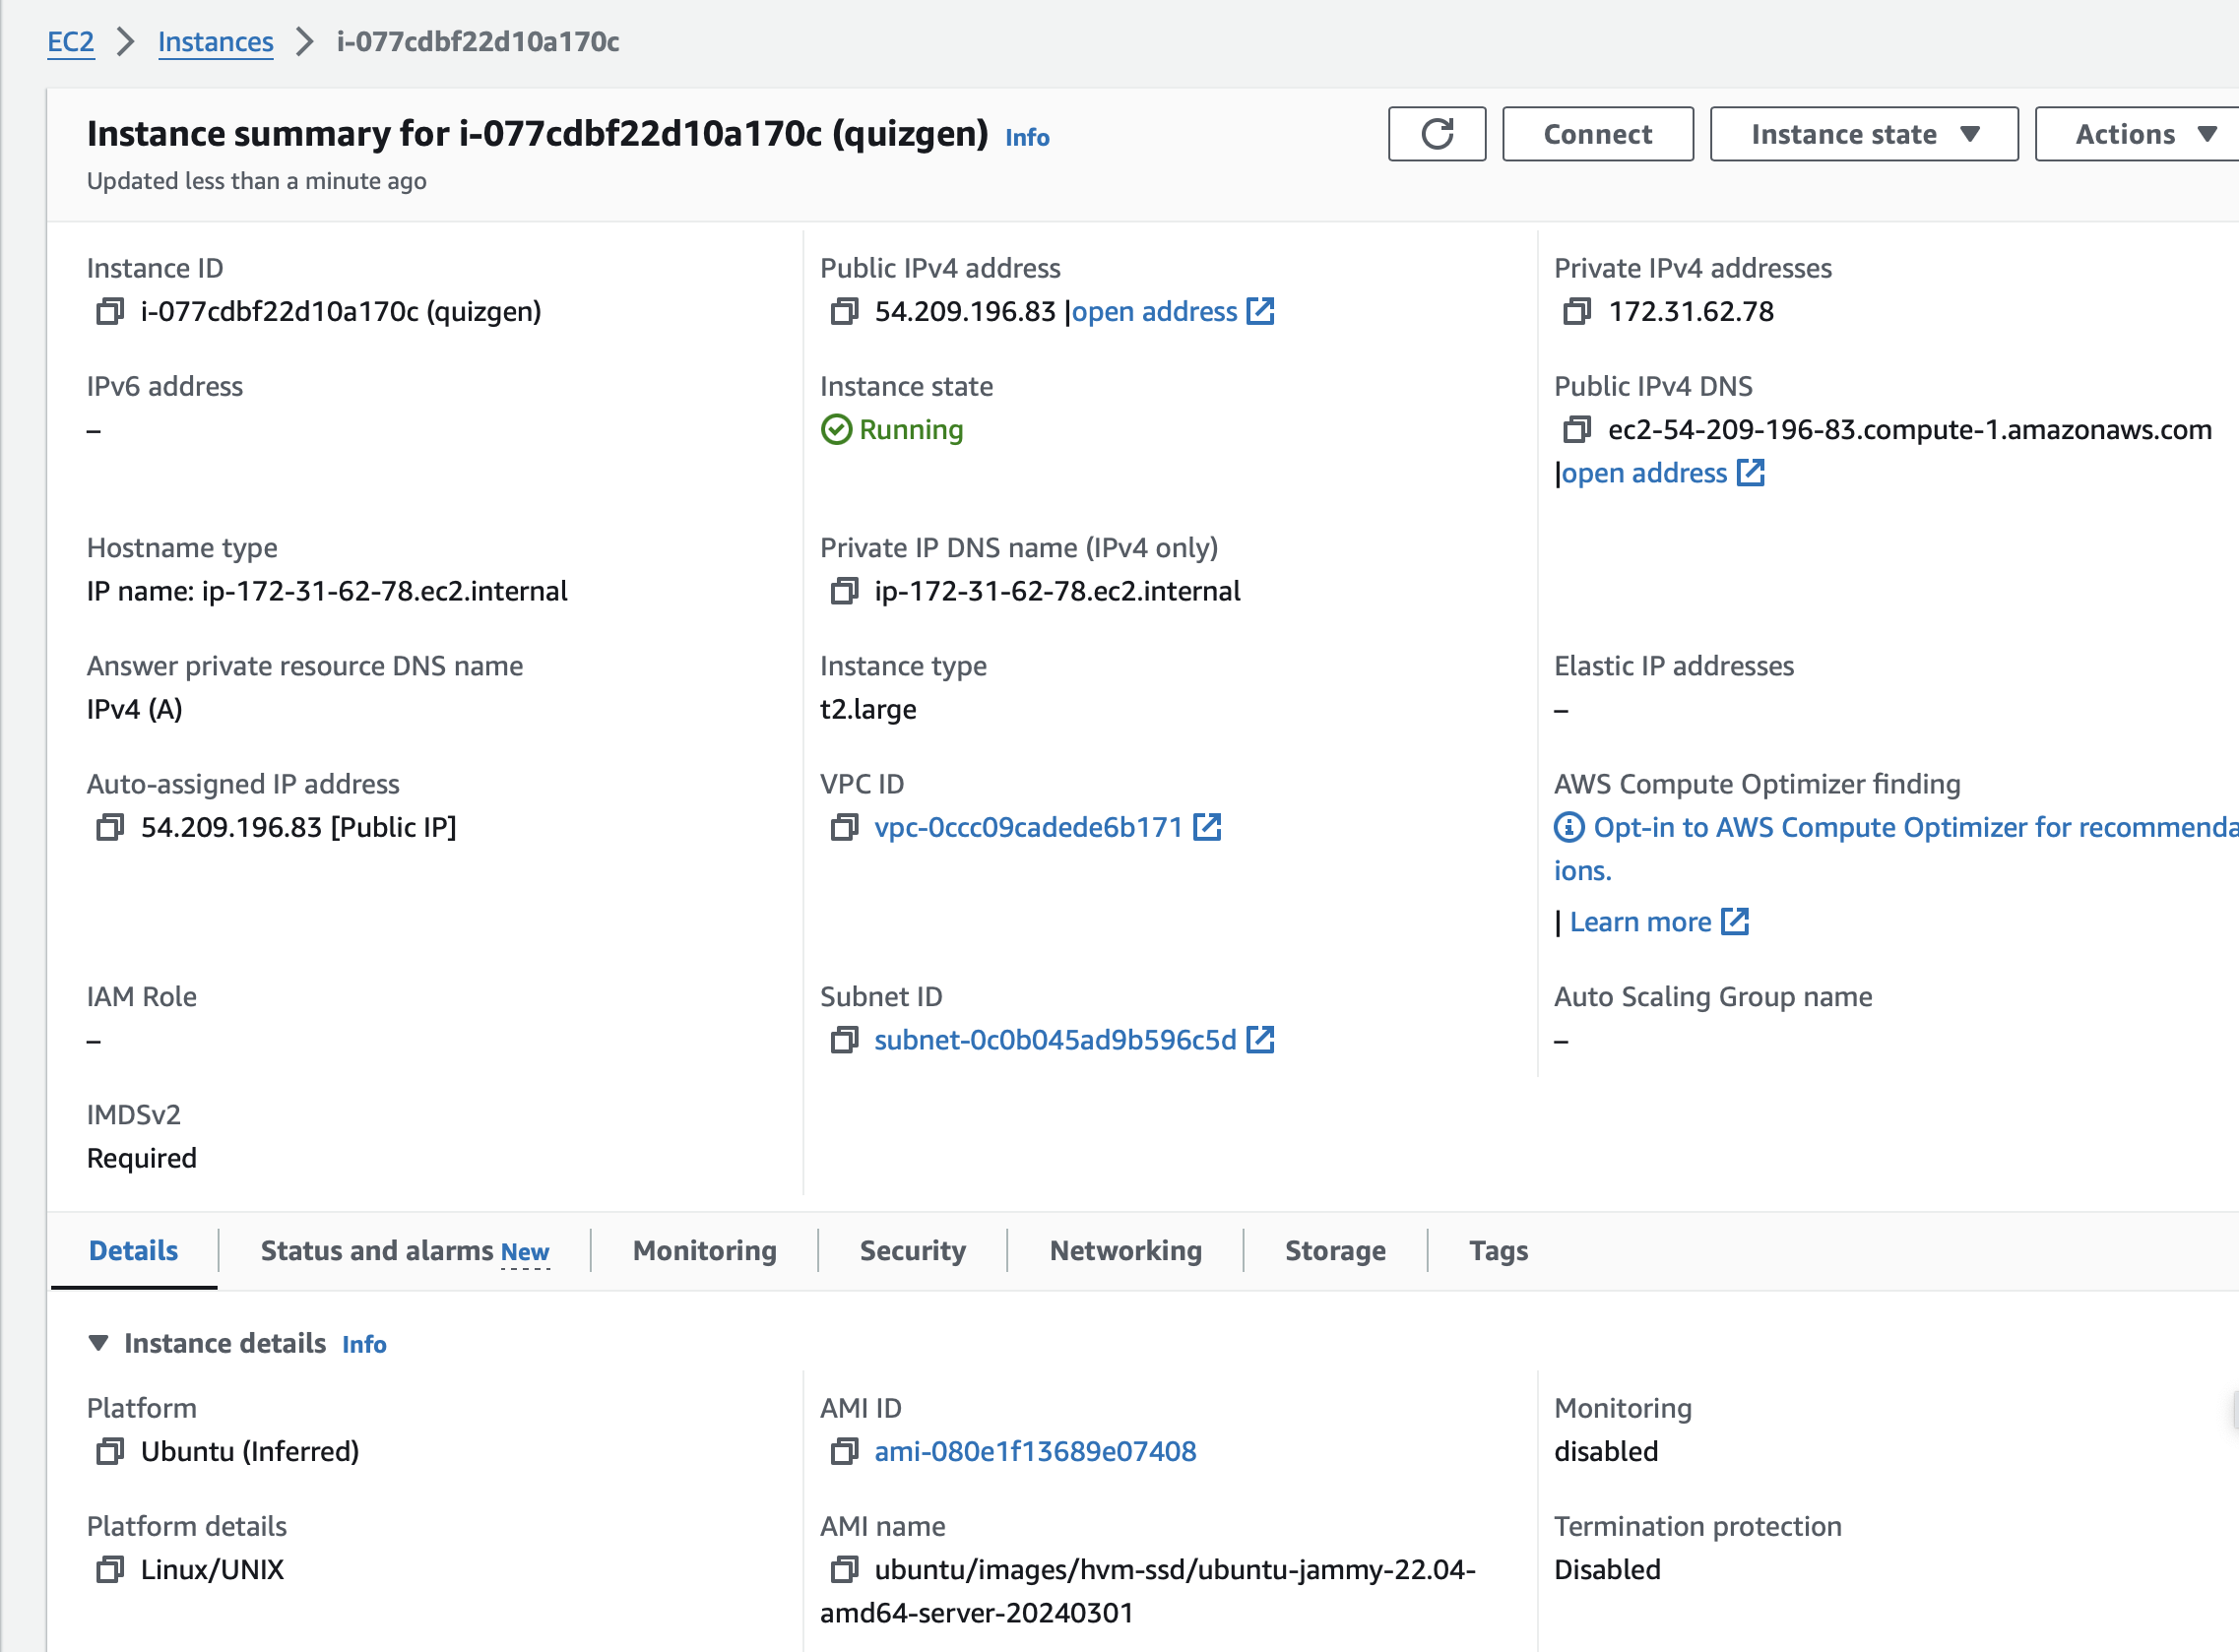 EC2 > Instances > i-077cdbf22d10a170c
Instance summary for i-077cdbf22d10a170c (quizgen) Info
Updated less than a minute ago
Connect
Instance state
Actions
Instance ID
i-077cdbf22d10a170c (quizgen)
Public IPv4 address
54.209.196.83 |open address
Private IPv4 addresses
172.31.62.78
IPv6 address
–
Instance state
Running
Public IPv4 DNS
ec2-54-209-196-83.compute-1.amazonaws.com
|open address
Hostname type
IP name: ip-172-31-62-78.ec2.internal
Private IP DNS name (IPv4 only)
ip-172-31-62-78.ec2.internal
Answer private resource DNS name
IPv4 (A)
Instance type
t2.large
Elastic IP addresses
–
Auto-assigned IP address
54.209.196.83 [Public IP]
VPC ID
vpc-0ccc09cadede6b171
AWS Compute Optimizer finding
Opt-in to AWS Compute Optimizer for recommenda
ions.
| Learn more
IAM Role
–
Subnet ID
subnet-0c0b045ad9b596c5d
Auto Scaling Group name
–
IMDSv2
Required
Details
Status and alarms New
Monitoring
Security
Networking
Storage
Tags
Instance details Info
Platform
Ubuntu (Inferred)
AMI ID
ami-080e1f13689e07408
Monitoring
disabled
Platform details
Linux/UNIX
AMI name
ubuntu/images/hvm-ssd/ubuntu-jammy-22.04-
amd64-server-20240301
Termination protection
Disabled